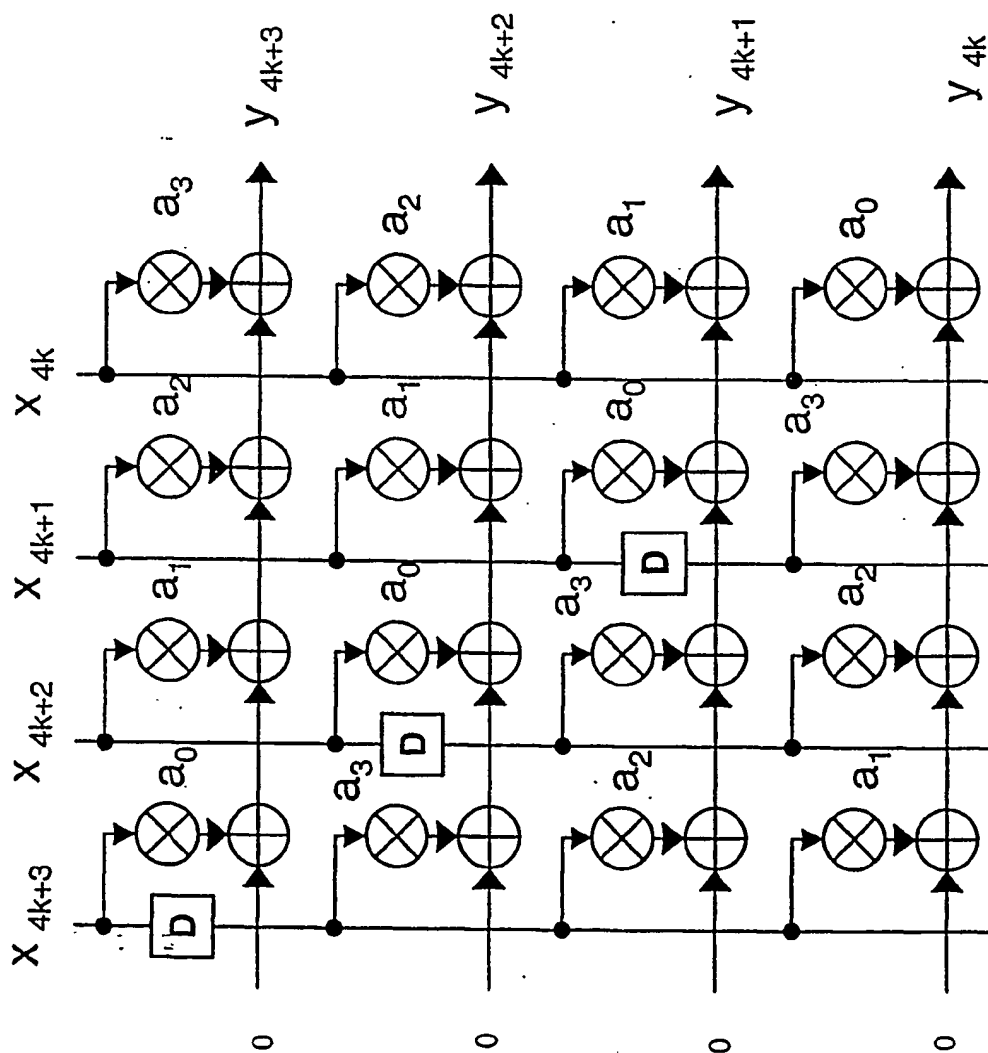 X 4k+3 X 4k+2 X 4k+1 X 4k
a0 a1 a2 a3
D
0 y 4k+3
a3 a0 a1 a2
D
0 y 4k+2
a2 a3 a0 a1
D
0 y 4k+1
a1 a2 a3 a0
0 y 4k